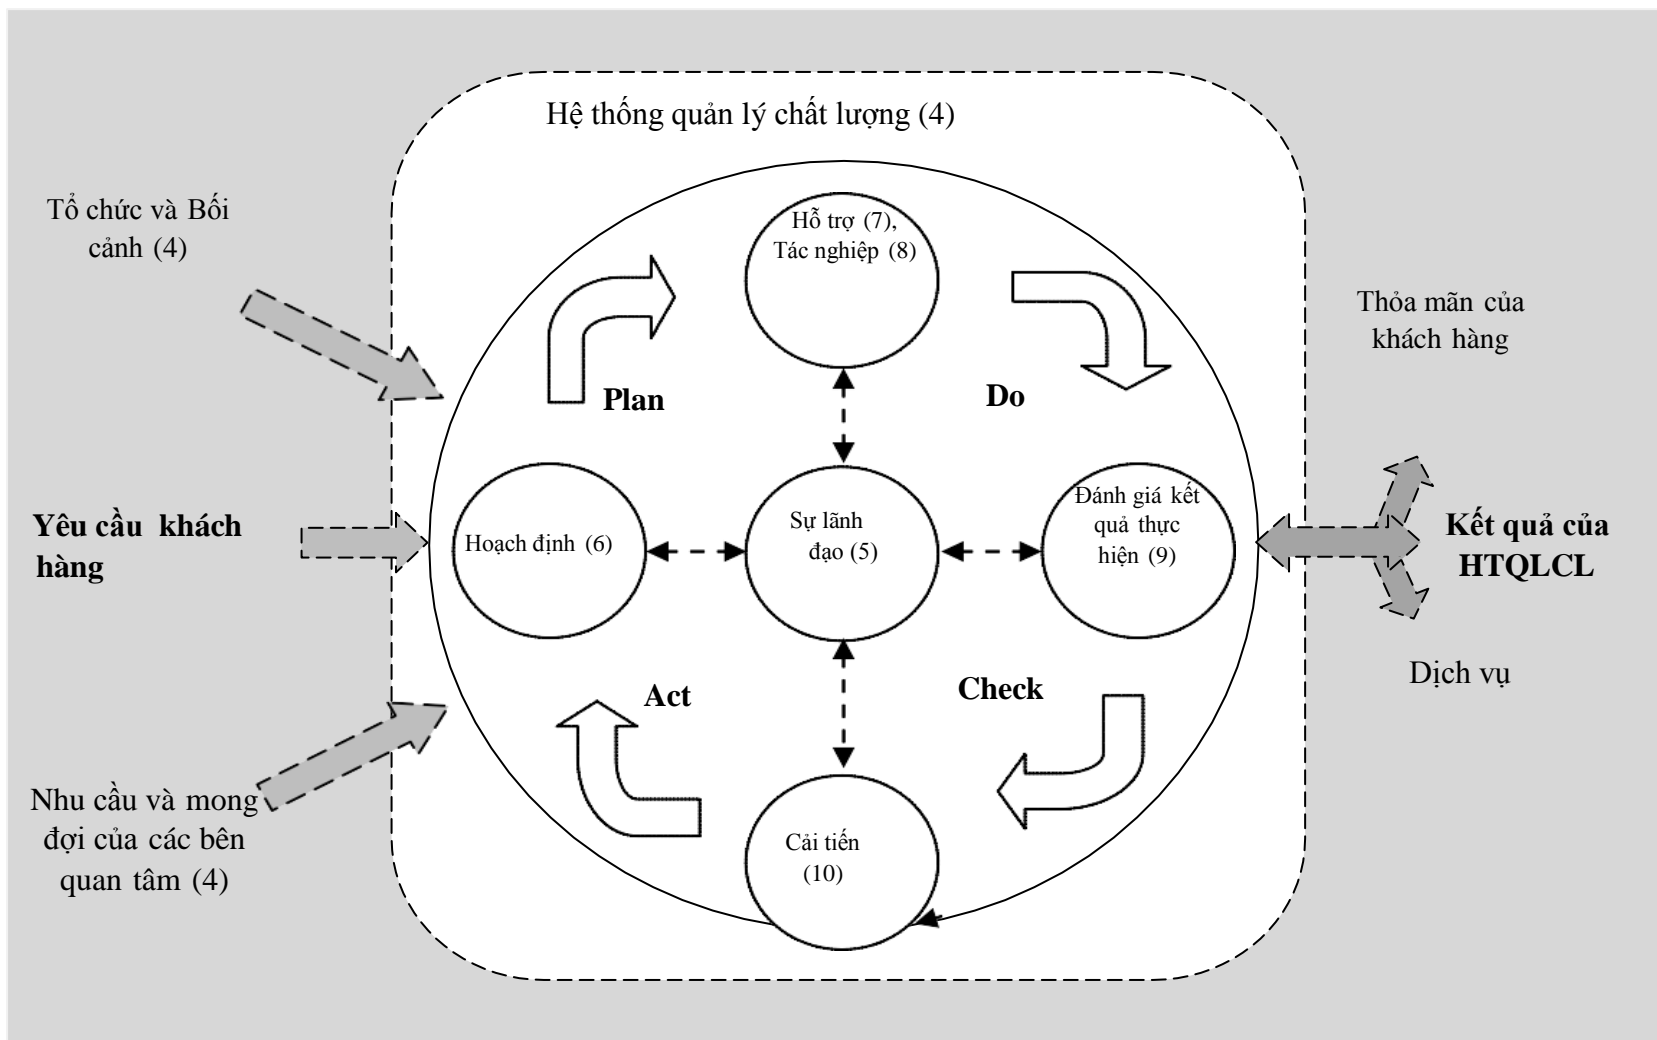 Hệ thống quản lý chất lượng (4)
Tổ chức và Bối
cảnh (4)
Hỗ trợ (7),
Tác nghiệp (8)
Thỏa mãn của
khách hàng
Plan
Do
Yêu cầu khách
hàng
Hoạch định (6)
Sự lãnh
đạo (5)
Đánh giá kết
quả thực
hiện (9)
Kết quả của
HTQLCL
Act
Check
Dịch vụ
Nhu cầu và mong
đợi của các bên
quan tâm (4)
Cải tiến
(10)